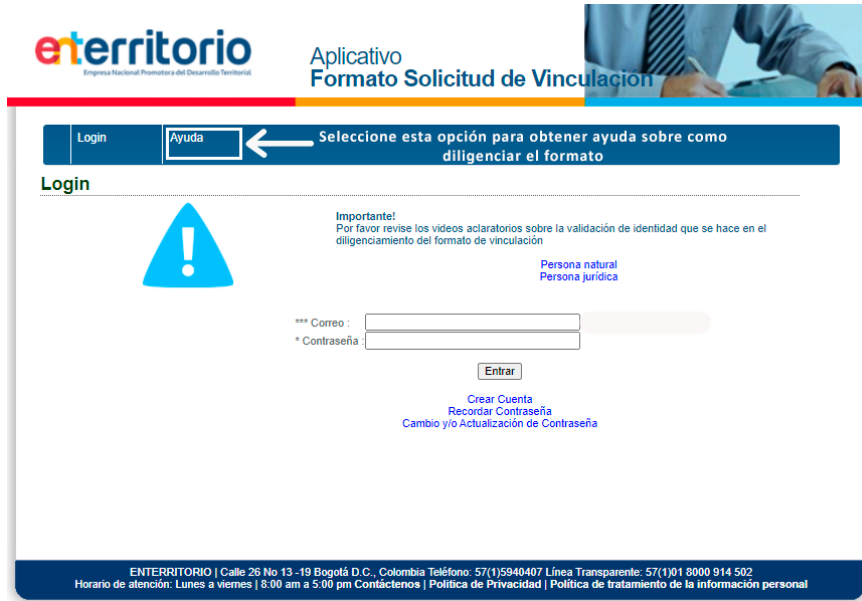 enterritorio
Empresa Nacional Promotora del Desarrollo Territorial
Aplicativo
Formato Solicitud de Vinculación
Login
Ayuda
Seleccione esta opción para obtener ayuda sobre como
diligenciar el formato
Login
Importante!
Por favor revise los videos aclaratorios sobre la validación de identidad que se hace en el
diligenciamiento del formato de vinculación
Persona natural
Persona jurídica
*** Correo :
* Contraseña :
Entrar
Crear Cuenta
Recordar Contraseña
Cambio y/o Actualización de Contraseña
ENTERRITORIO | Calle 26 No 13 -19 Bogotá D.C., Colombia Teléfono: 57(1)5940407 Línea Transparente: 57(1)01 8000 914 502
Horario de atención: Lunes a viernes | 8:00 am a 5:00 pm Contáctenos | Politica de Privacidad | Política de tratamiento de la información personal